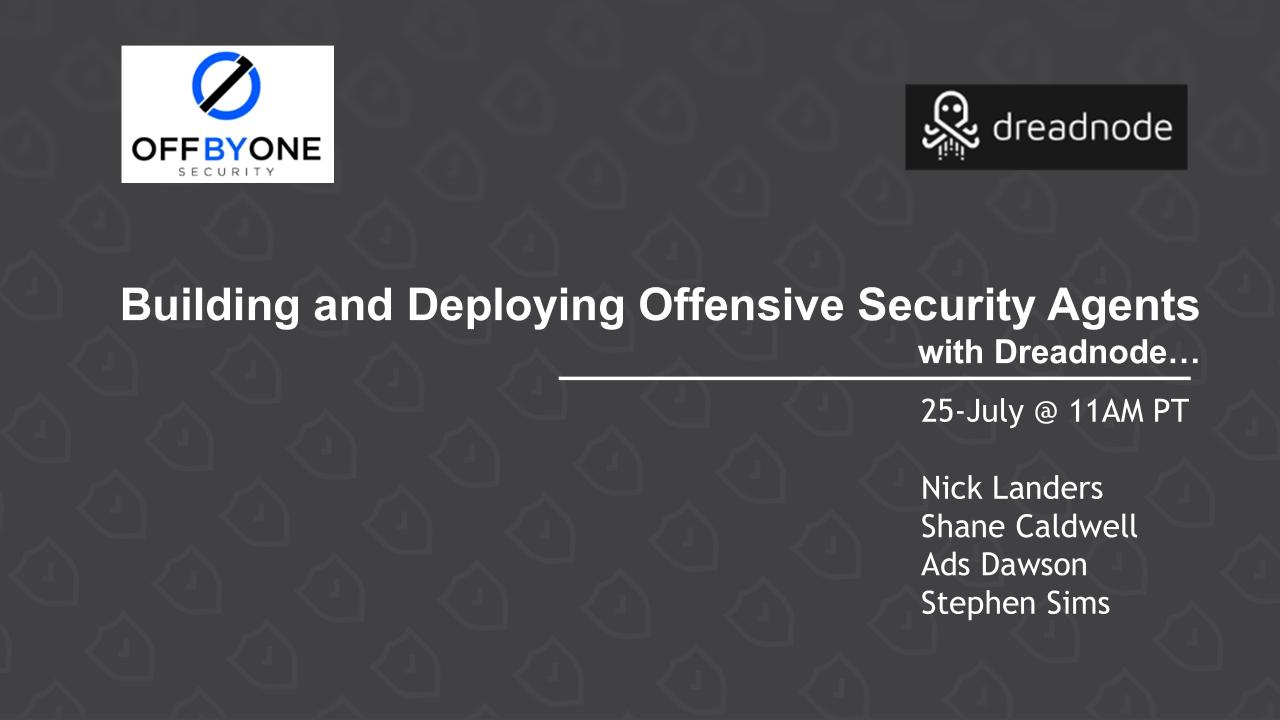 OFFBYONE
SECURITY
dreadnode
Building and Deploying Offensive Security Agents
with Dreadnode…
25-July @ 11AM PT
Nick Landers
Shane Caldwell
Ads Dawson
Stephen Sims